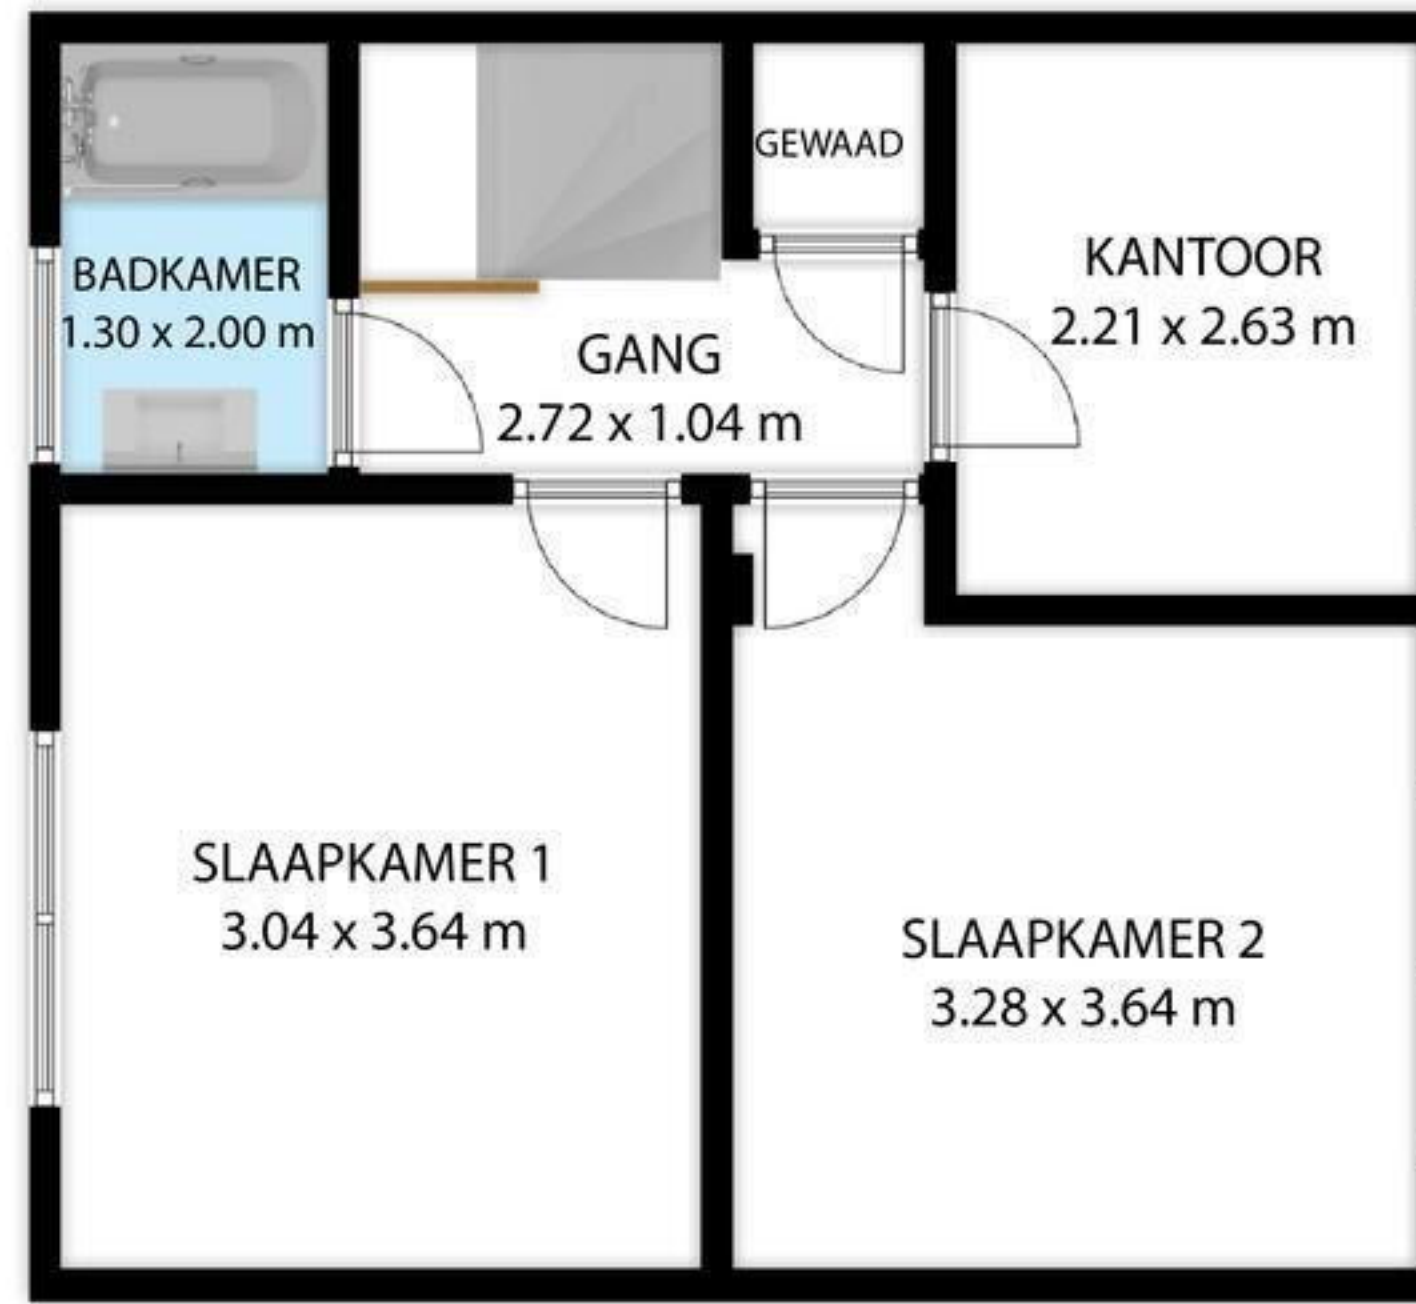 GEWAAD
BADKAMER
1.30 x 2.00 m
KANTOOR
2.21 x 2.63 m
GANG
2.72 x 1.04 m
SLAAPKAMER 1
3.04 x 3.64 m
SLAAPKAMER 2
3.28 x 3.64 m